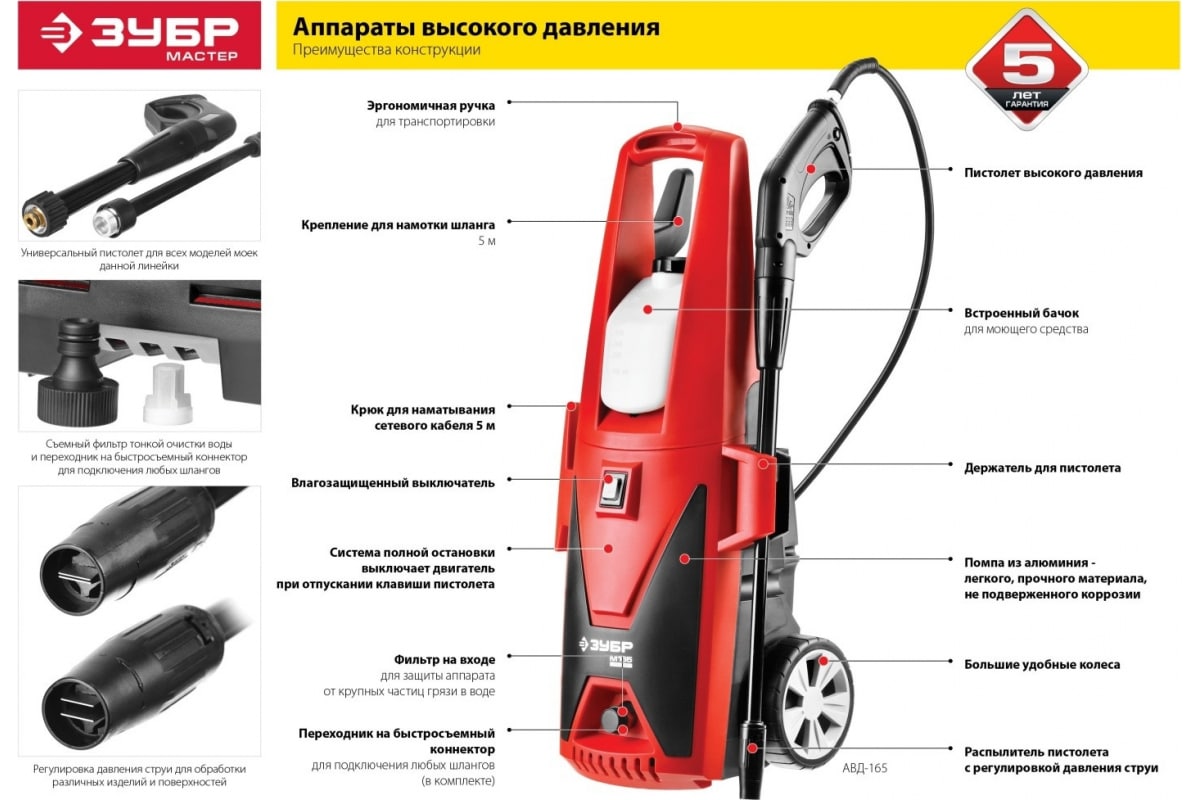 ЗУБР
МАСТЕР
Аппараты высокого давления
Преимущества конструкции
5
лет
ГАРАНТИЯ
Универсальный пистолет для всех моделей моек
данной линейки
Съемный фильтр тонкой очистки воды
и переходник на быстросъемный коннектор
для подключения любых шлангов
Регулировка давления струи для обработки
различных изделий и поверхностей
Эргономичная ручка
для транспортировки
Крепление для намотки шланга
5 м
Крюк для наматывания
сетевого кабеля 5 м
Влагозащищенный выключатель
Система полной остановки
выключает двигатель
при отпускании клавиши пистолета
Фильтр на входе
для защиты аппарата
от крупных частиц грязи в воде
Переходник на быстросъемный
коннектор
для подключения любых шлангов
(в комплекте)
ЗУБР
Пистолет высокого давления
Встроенный бачок
для моющего средства
Держатель для пистолета
Помпа из алюминия -
легкого, прочного материала,
не подверженного коррозии
Большие удобные колеса
Распылитель пистолета
с регулировкой давления струи
АВД-165